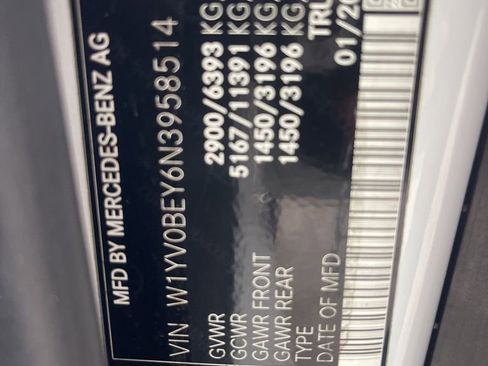 MFD BY MERCEDES-BENZ AG
VIN W1YV0BEY6N3958514
GVWR 2900/6393 KG
GCWR 5167/11391 KG
GAWR FRONT 1450/3196 KG
GAWR REAR 1450/3196 KG
TYPE
DATE OF MFD 01/20